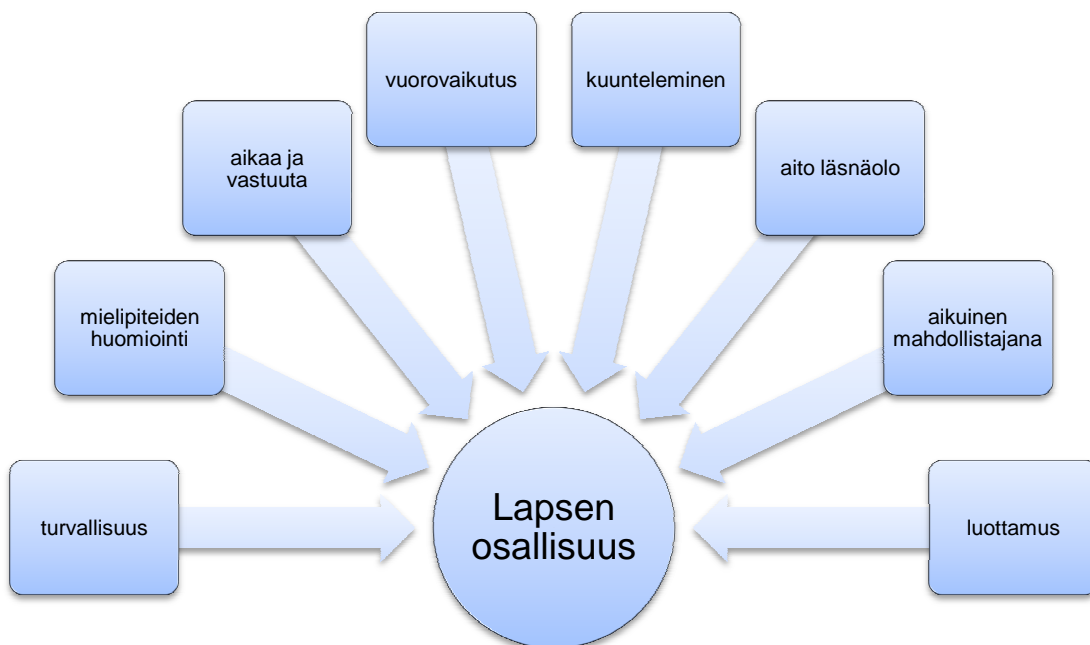 vuorovaikutus
kuunteleminen
aikaa ja
vastuuta
aito läsnäolo
mielipiteiden
huomiointi
aikuinen
mahdollistajana
turvallisuus
Lapsen
osallisuus
luottamus